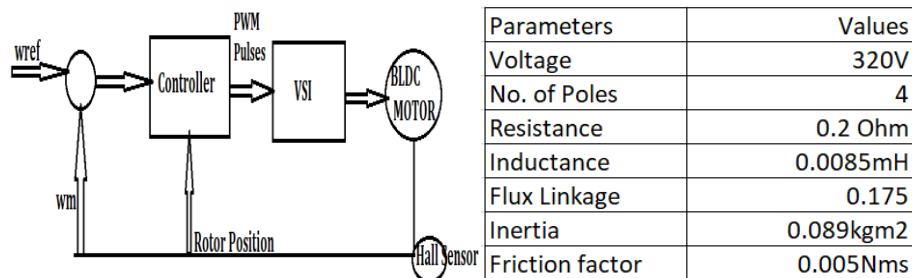 PWM
Pulses
wref
Controller
VSI
BLDC
MOTOR
wm
Rotor Position
Hall Sensor
Parameters Values
Voltage 320V
No. of Poles 4
Resistance 0.2 Ohm
Inductance 0.0085mH
Flux Linkage 0.175
Inertia 0.089kgm2
Friction factor 0.005Nms